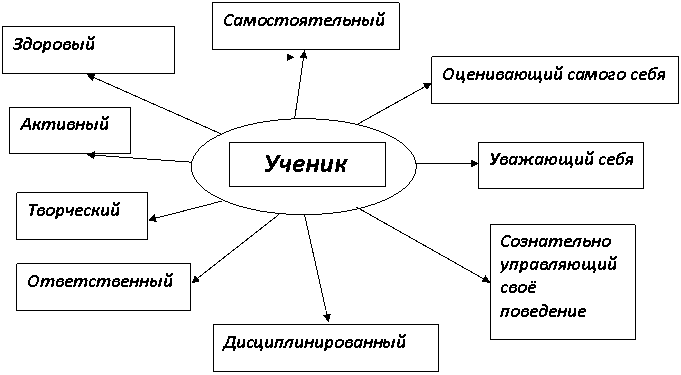 Самостоятельный
Здоровый
Оценивающий самого себя
Активный
Ученик
Уважающий себя
Творческий
Сознательно
управляющий
своё
поведение
Ответственный
Дисциплинированный